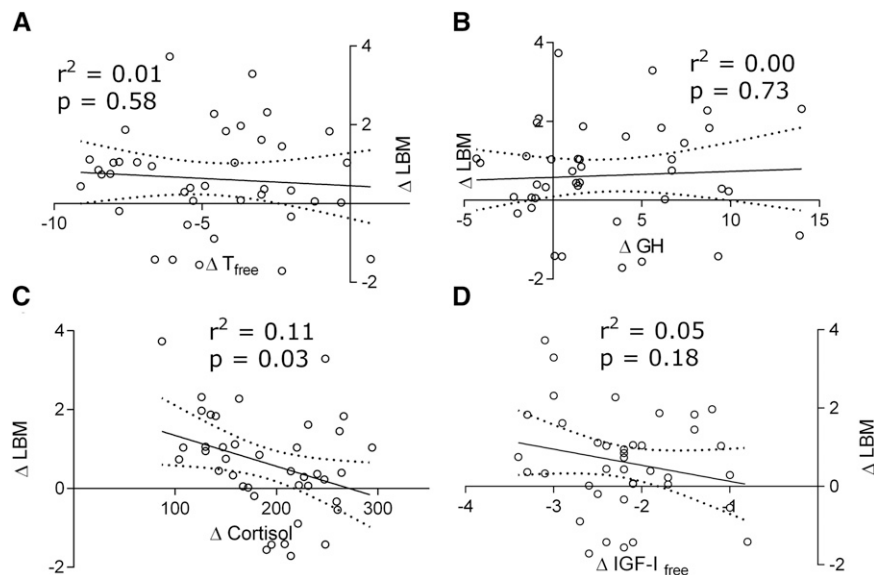 A
r² = 0.01
p = 0.58
4
2
-2
Δ LBM
-10
-5
Δ T free
B
r² = 0.00
p = 0.73
4
2
-2
Δ LBM
-5
5
10
15
Δ GH
C
r² = 0.11
p = 0.03
4
2
0
-2
Δ LBM
100
200
300
Δ Cortisol
D
r² = 0.05
p = 0.18
4
2
0
-2
Δ LBM
-4
-3
-2
-1
Δ IGF-I free